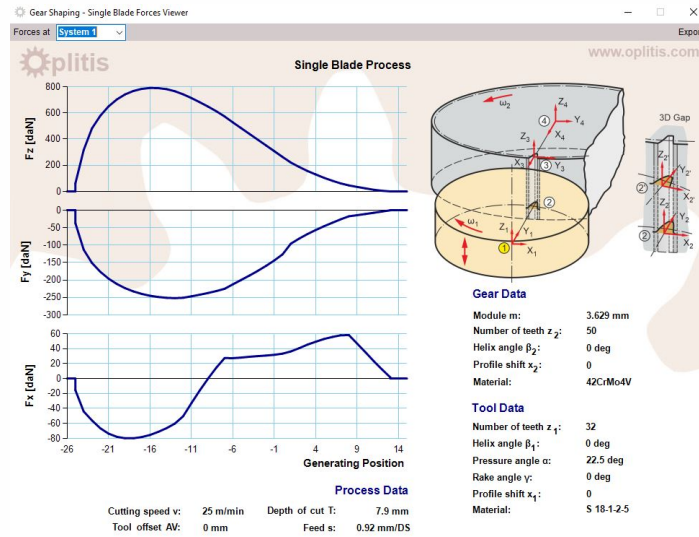 Gear Shaping - Single Blade Forces Viewer
Forces at System 1
Oplitis
www.oplitis.com
Single Blade Process
Fz [daN]
800
600
400
200
0
Fy [daN]
0
-50
-100
-150
-200
-250
-300
Fx [daN]
60
40
20
0
-20
-40
-60
-80
-26 -21 -16 -11 -6 -1 4 9 14
Generating Position
Process Data
Cutting speed v: 25 m/min Depth of cut T: 7.9 mm
Tool offset AV: 0 mm Feed s: 0.92 mm/DS
ω2
Z4
4
Y4
X4
Z3
X3
3
Y3
2
ω1
Z1
Y1
1
X1
3D Gap
Z2'
Y2'
2'
X2'
Z2
Y2
2
X2
Gear Data
Module m: 3.629 mm
Number of teeth z2: 50
Helix angle β2: 0 deg
Profile shift x2: 0
Material: 42CrMo4V
Tool Data
Number of teeth z1: 32
Helix angle β1: 0 deg
Pressure angle α: 22.5 deg
Rake angle γ: 0 deg
Profile shift x1: 0
Material: S 18-1-2-5